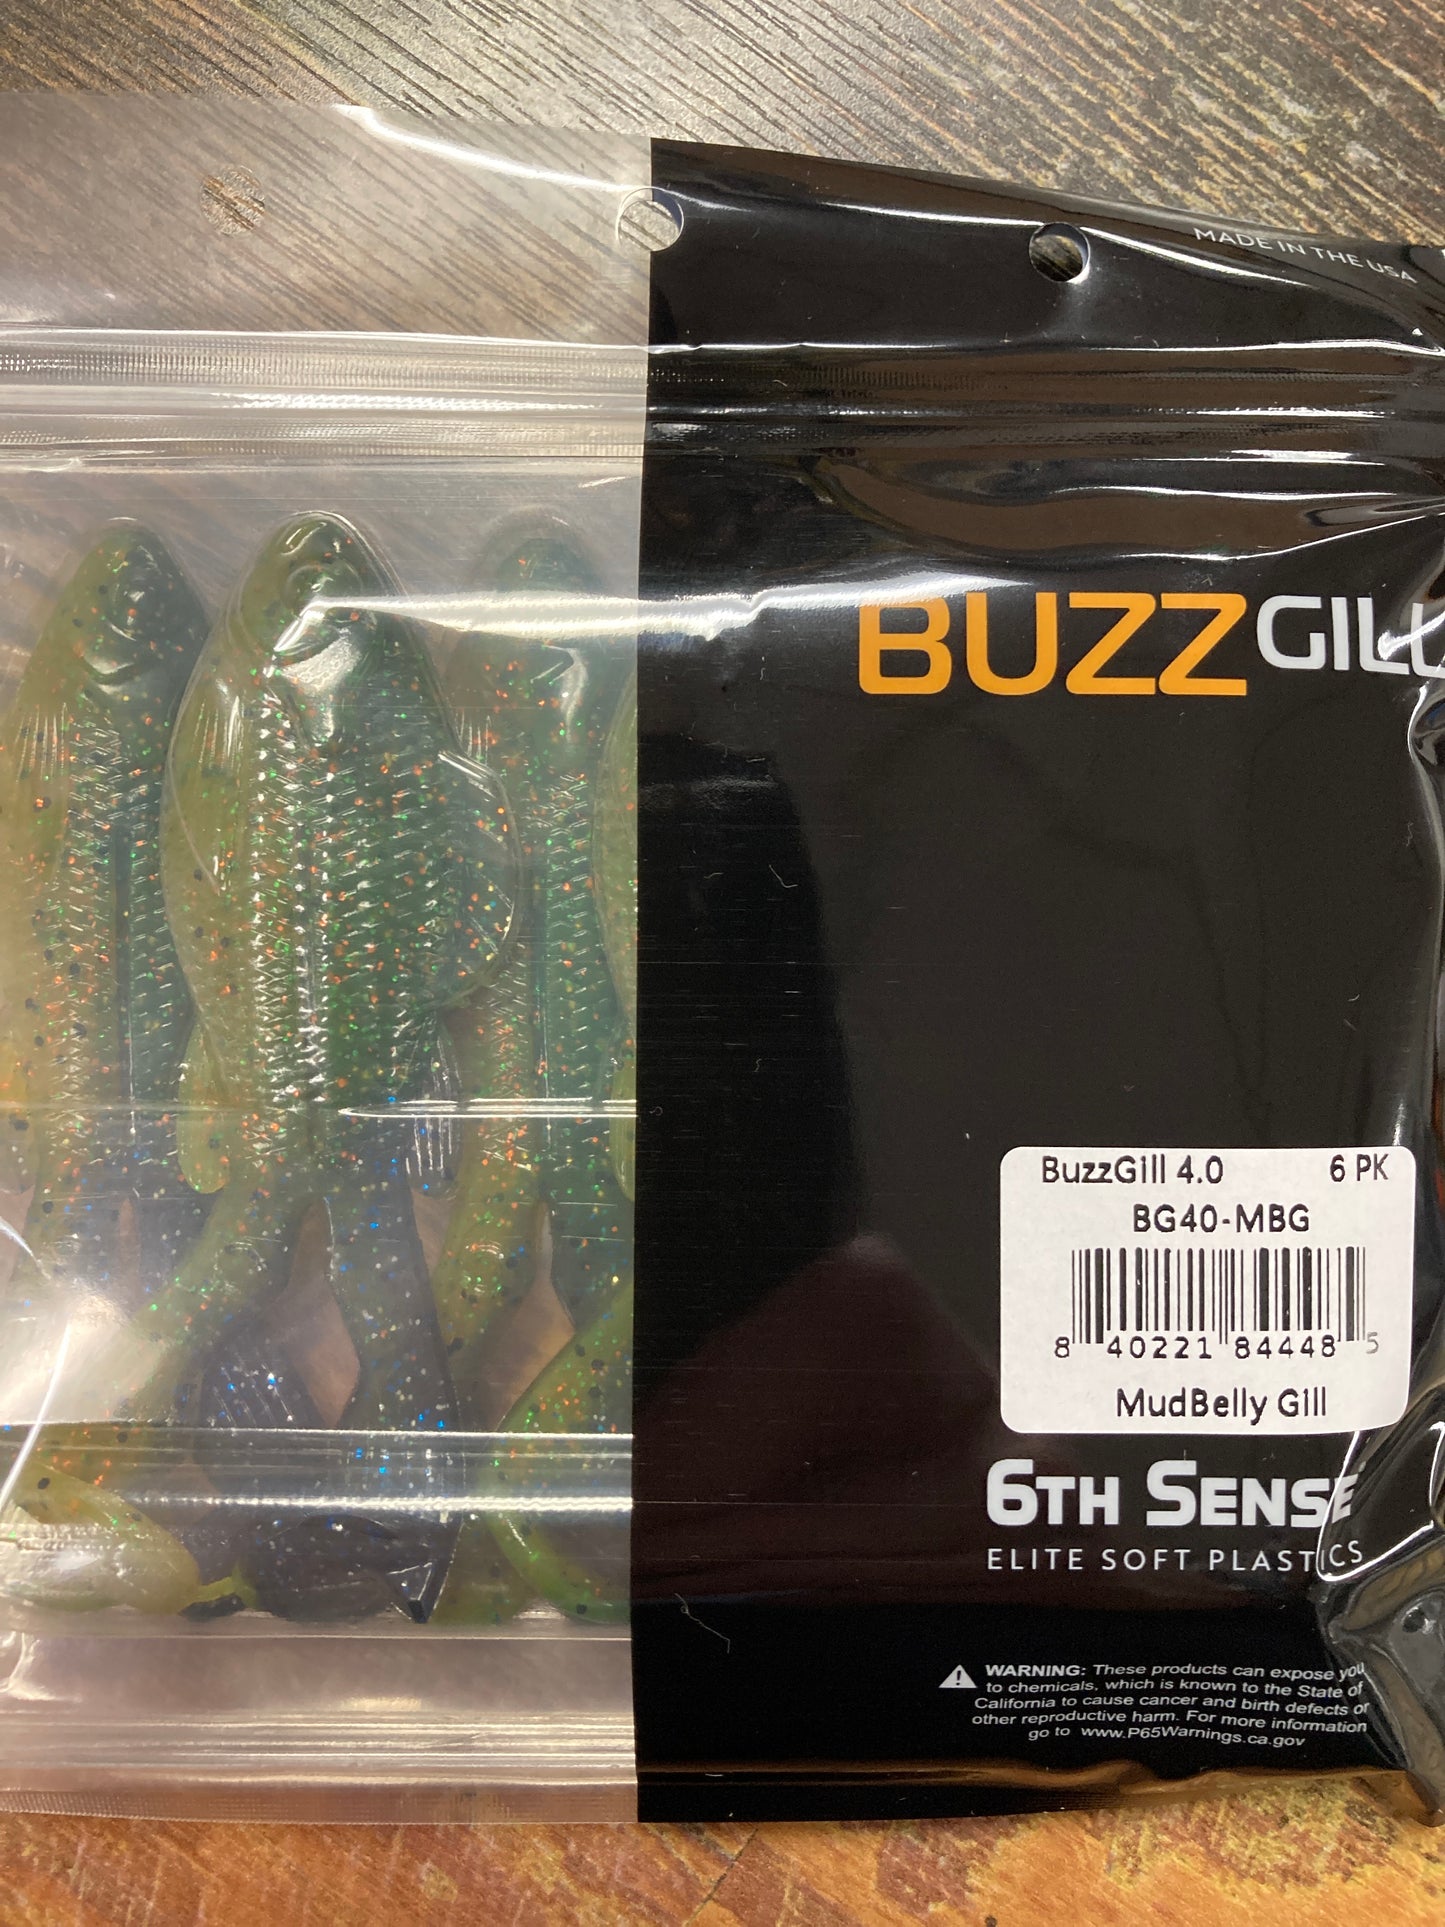 MADE IN THE USA
BUZZGILL
BuzzGill 4.0 6 PK
BG40-MBG
8 40221 84448 5
MudBelly Gill
6TH SENSE
ELITE SOFT PLASTICS
WARNING: These products can expose you
to chemicals, which is known to the State of
California to cause cancer and birth defects or
other reproductive harm. For more information
go to www.P65Warnings.ca.gov